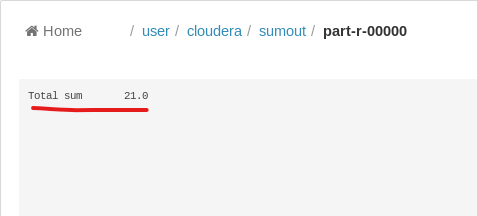 Home / user / cloudera / sumout / part-r-00000
Total sum 21.0